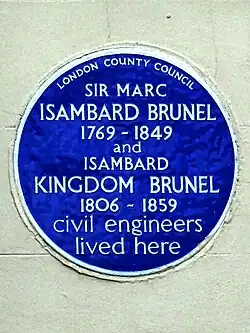 LONDON COUNTY COUNCIL
SIR MARC
ISAMBARD BRUNEL
1769 - 1849
and
ISAMBARD
KINGDOM BRUNEL
1806 - 1859
civil engineers
lived here